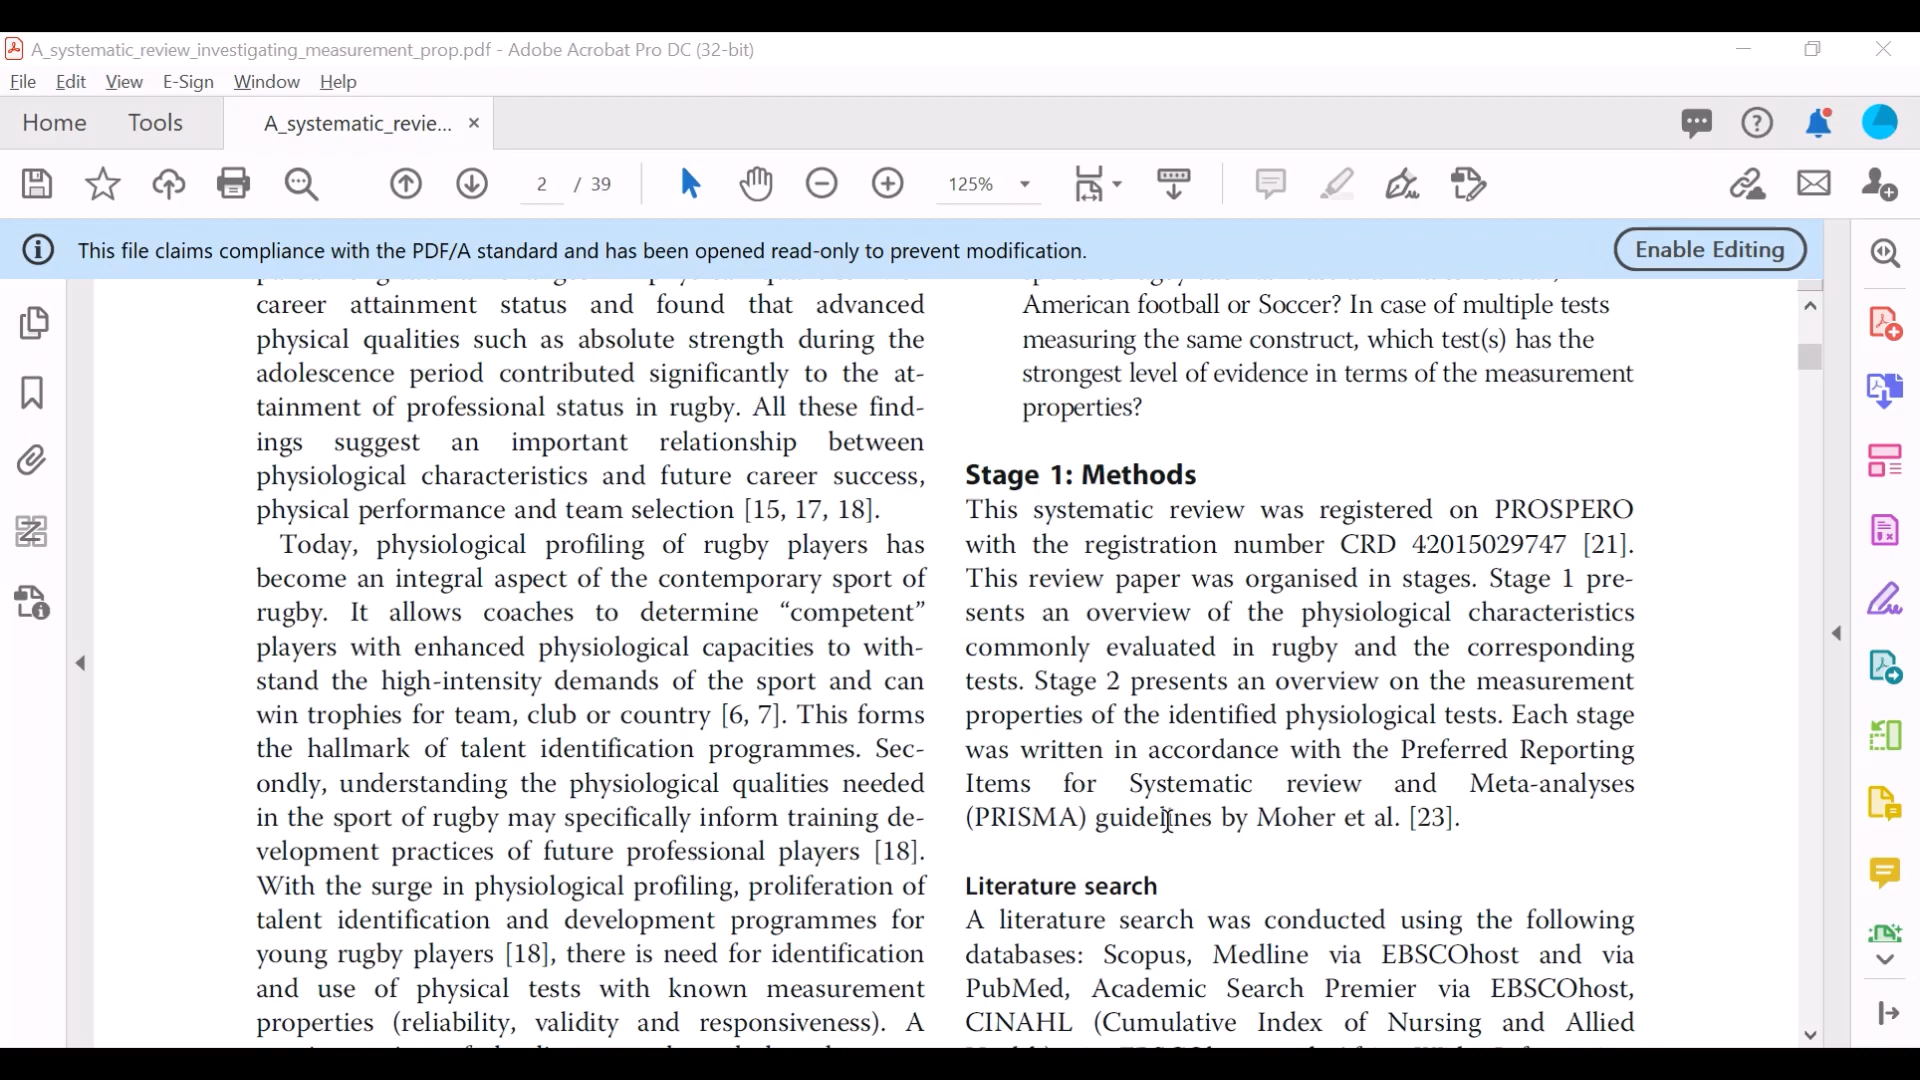 A_systematic_review_investigating_measurement_prop.pdf - Adobe Acrobat Pro DC (32-bit)
File Edit View E-Sign Window Help
Home Tools A_systematic_revie... ×
2 / 39 125%
This file claims compliance with the PDF/A standard and has been opened read-only to prevent modification. Enable Editing
career attainment status and found that advanced
physical qualities such as absolute strength during the
adolescence period contributed significantly to the at-
tainment of professional status in rugby. All these find-
ings suggest an important relationship between
physiological characteristics and future career success,
physical performance and team selection [15, 17, 18].
Today, physiological profiling of rugby players has
become an integral aspect of the contemporary sport of
rugby. It allows coaches to determine “competent”
players with enhanced physiological capacities to with-
stand the high-intensity demands of the sport and can
win trophies for team, club or country [6, 7]. This forms
the hallmark of talent identification programmes. Sec-
ondly, understanding the physiological qualities needed
in the sport of rugby may specifically inform training de-
velopment practices of future professional players [18].
With the surge in physiological profiling, proliferation of
talent identification and development programmes for
young rugby players [18], there is need for identification
and use of physical tests with known measurement
properties (reliability, validity and responsiveness). A
American football or Soccer? In case of multiple tests
measuring the same construct, which test(s) has the
strongest level of evidence in terms of the measurement
properties?
Stage 1: Methods
This systematic review was registered on PROSPERO
with the registration number CRD 42015029747 [21].
This review paper was organised in stages. Stage 1 pre-
sents an overview of the physiological characteristics
commonly evaluated in rugby and the corresponding
tests. Stage 2 presents an overview on the measurement
properties of the identified physiological tests. Each stage
was written in accordance with the Preferred Reporting
Items for Systematic review and Meta-analyses
(PRISMA) guidelines by Moher et al. [23].
Literature search
A literature search was conducted using the following
databases: Scopus, Medline via EBSCOhost and via
PubMed, Academic Search Premier via EBSCOhost,
CINAHL (Cumulative Index of Nursing and Allied